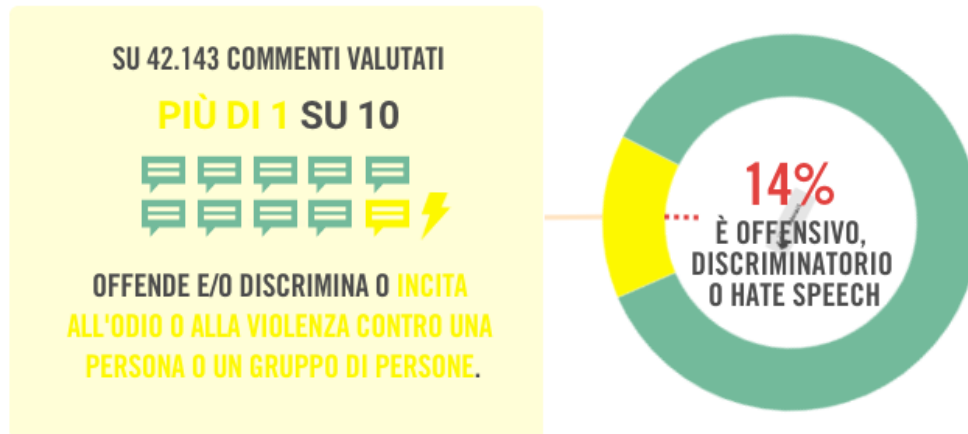 SU 42.143 COMMENTI VALUTATI
PIÙ DI 1 SU 10
OFFENDE E/O DISCRIMINA O INCITA
ALL'ODIO O ALLA VIOLENZA CONTRO UNA
PERSONA O UN GRUPPO DI PERSONE.
14%
È OFFENSIVO,
DISCRIMINATORIO
O HATE SPEECH